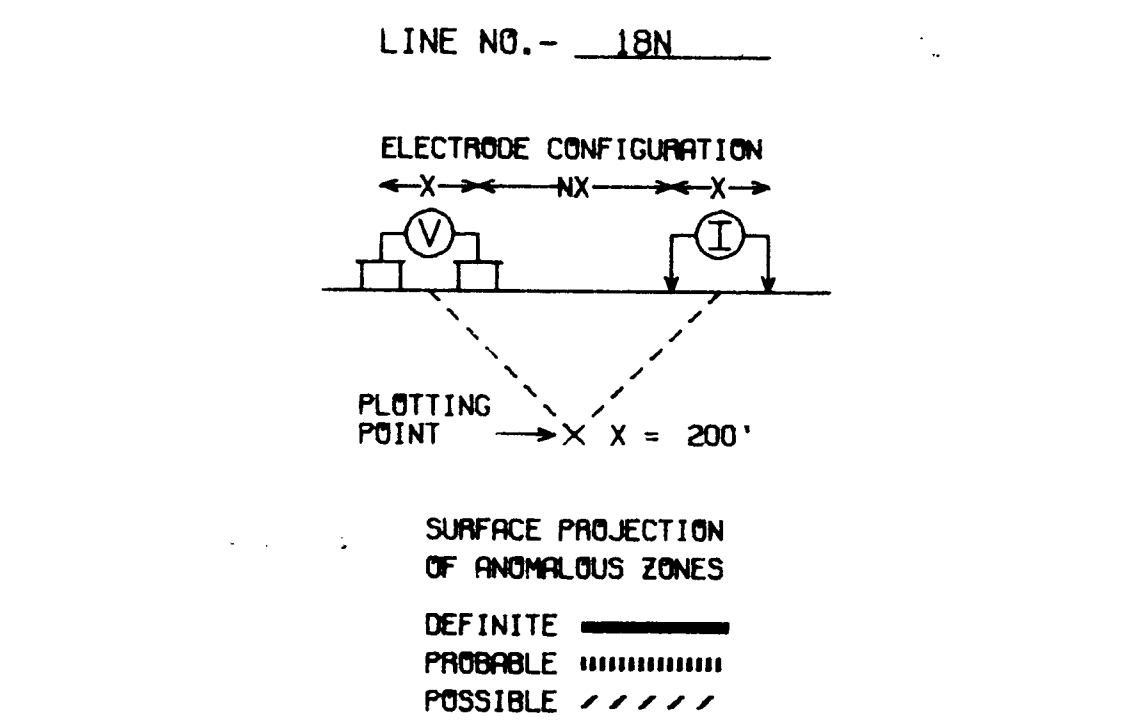 LINE NO.- 18N
ELECTRODE CONFIGURATION
X NX X
V I
PLOTTING
POINT X = 200'
SURFACE PROJECTION
OF ANOMALOUS ZONES
DEFINITE
PROBABLE
POSSIBLE